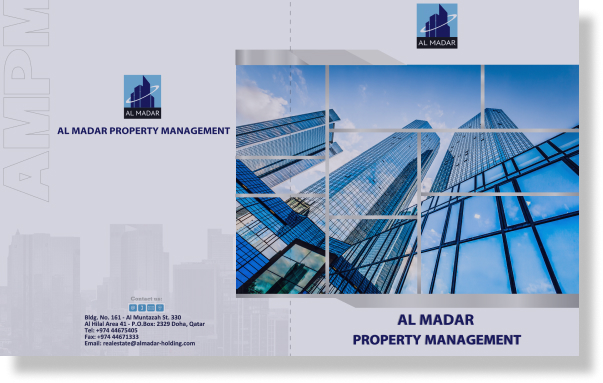 AMPM
AL MADAR
AL MADAR PROPERTY MANAGEMENT
Contact us:
Bldg. No. 161 - Al Muntazah St. 330
Al Hilal Area 41 - P.O.Box: 2329 Doha, Qatar
Tel: +974 44675405
Fax: +974 44671333
Email: realestate@almadar-holding.com
AL MADAR
AL MADAR
PROPERTY MANAGEMENT